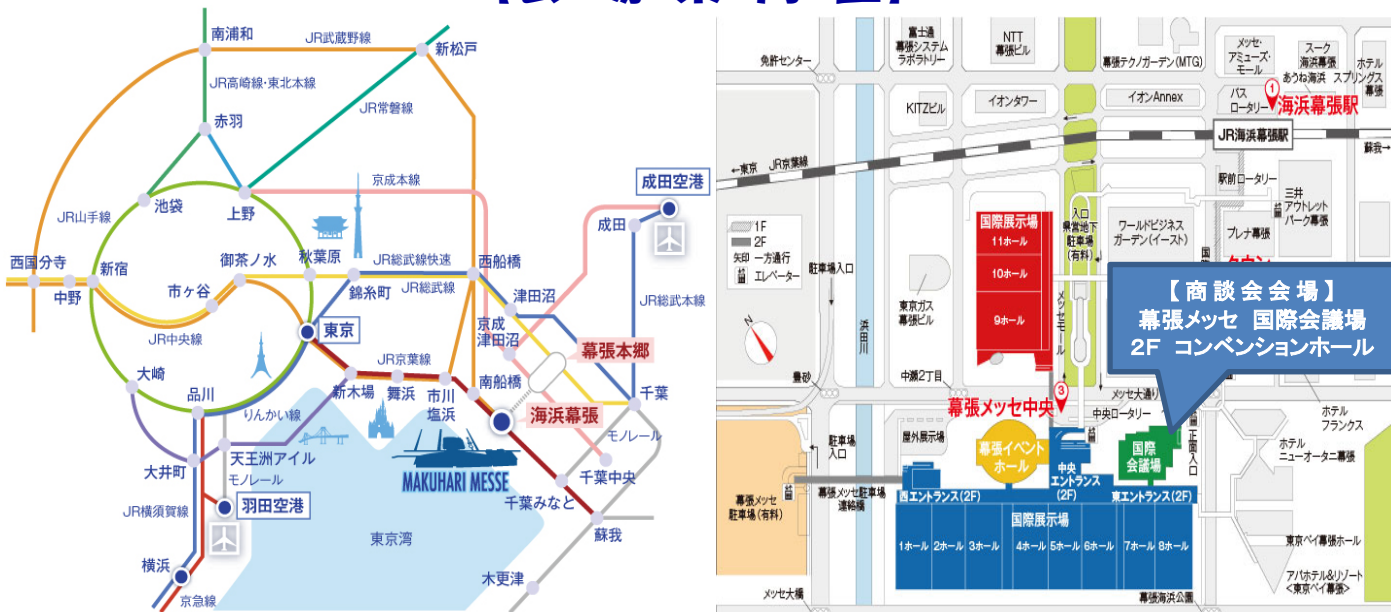 【会場案内図】
南浦和
JR武蔵野線
新松戸
JR高崎線・東北本線
JR常磐線
赤羽
京成本線
成田空港
池袋
上野
成田
JR山手線
西国分寺
中野
新宿
御茶ノ水
秋葉原
JR総武線快速
JR総武線
西船橋
市ヶ谷
錦糸町
津田沼
JR総武本線
京成
津田沼
東京
JR中央線
幕張本郷
JR京葉線
大崎
品川
新木場
舞浜
市川
塩浜
南船橋
千葉
りんかい線
海浜幕張
モノレール
大井町
天王洲アイル
モノレール
MAKUHARI MESSE
千葉中央
千葉みなと
羽田空港
JR横須賀線
東京湾
蘇我
横浜
木更津
京急線
富士通
幕張システム
ラボラトリー
NTT
幕張ビル
免許センター
幕張テクノガーデン(MTG)
メッセ・
アミューズ・
モール
スーク
海浜幕張
あうね海浜
ホテル
スプリングス
幕張
KITZビル
イオンタワー
イオンAnnex
バス
ロータリー
1
海浜幕張駅
JR海浜幕張駅
蘇我→
←東京 JR京葉線
駅前ロータリー
三井
アウトレット
パーク幕張
1F
2F
矢印 一方通行
エレベーター
国際展示場
11ホール
10ホール
9ホール
入口
県営地下
駐車場
(有料)
ワールドビジネス
ガーデン(イースト)
プレナ幕張
駐車場入口
東京ガス
幕張ビル
メッセモール
【商談会会場】
幕張メッセ 国際会議場
2F コンベンションホール
N
浜田川
豊砂
中瀬2丁目
3
幕張メッセ中央
メッセ大通り
中央ロータリー
ホテル
フランクス
駐車場
入口
屋外展示場
幕張イベント
ホール
中央
エントランス
(2F)
国際
会議場
正面入口
ホテル
ニューオータニ幕張
幕張メッセ
駐車場(有料)
幕張メッセ駐車場
連絡橋
西エントランス(2F)
東エントランス(2F)
国際展示場
1ホール 2ホール 3ホール 4ホール 5ホール 6ホール 7ホール 8ホール
東京ベイ幕張ホール
アパホテル&リゾート
<東京ベイ幕張>
メッセ大橋
幕張海浜公園